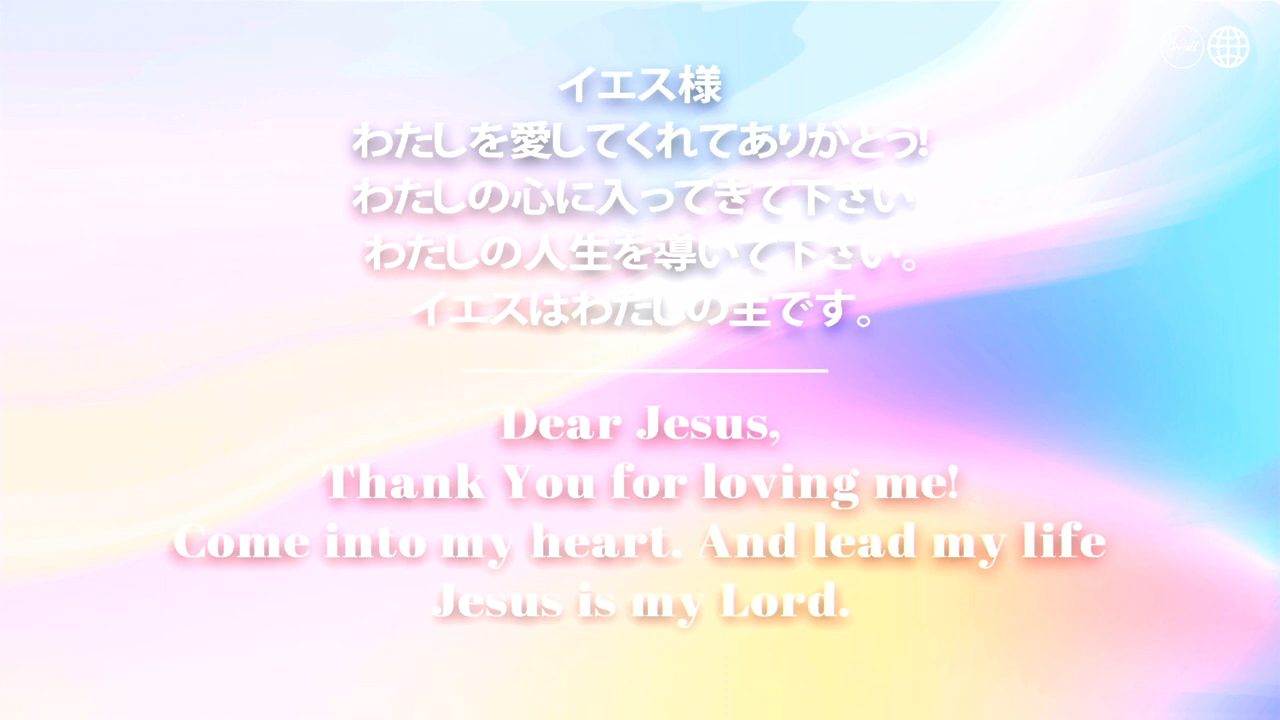 イエス様
わたしを愛してくれてありがとう!
わたしの心に入ってきて下さい
わたしの人生を導いて下さい。
イエスはわたしの主です。
Dear Jesus,
Thank You for loving me!
Come into my heart. And lead my life
Jesus is my Lord.